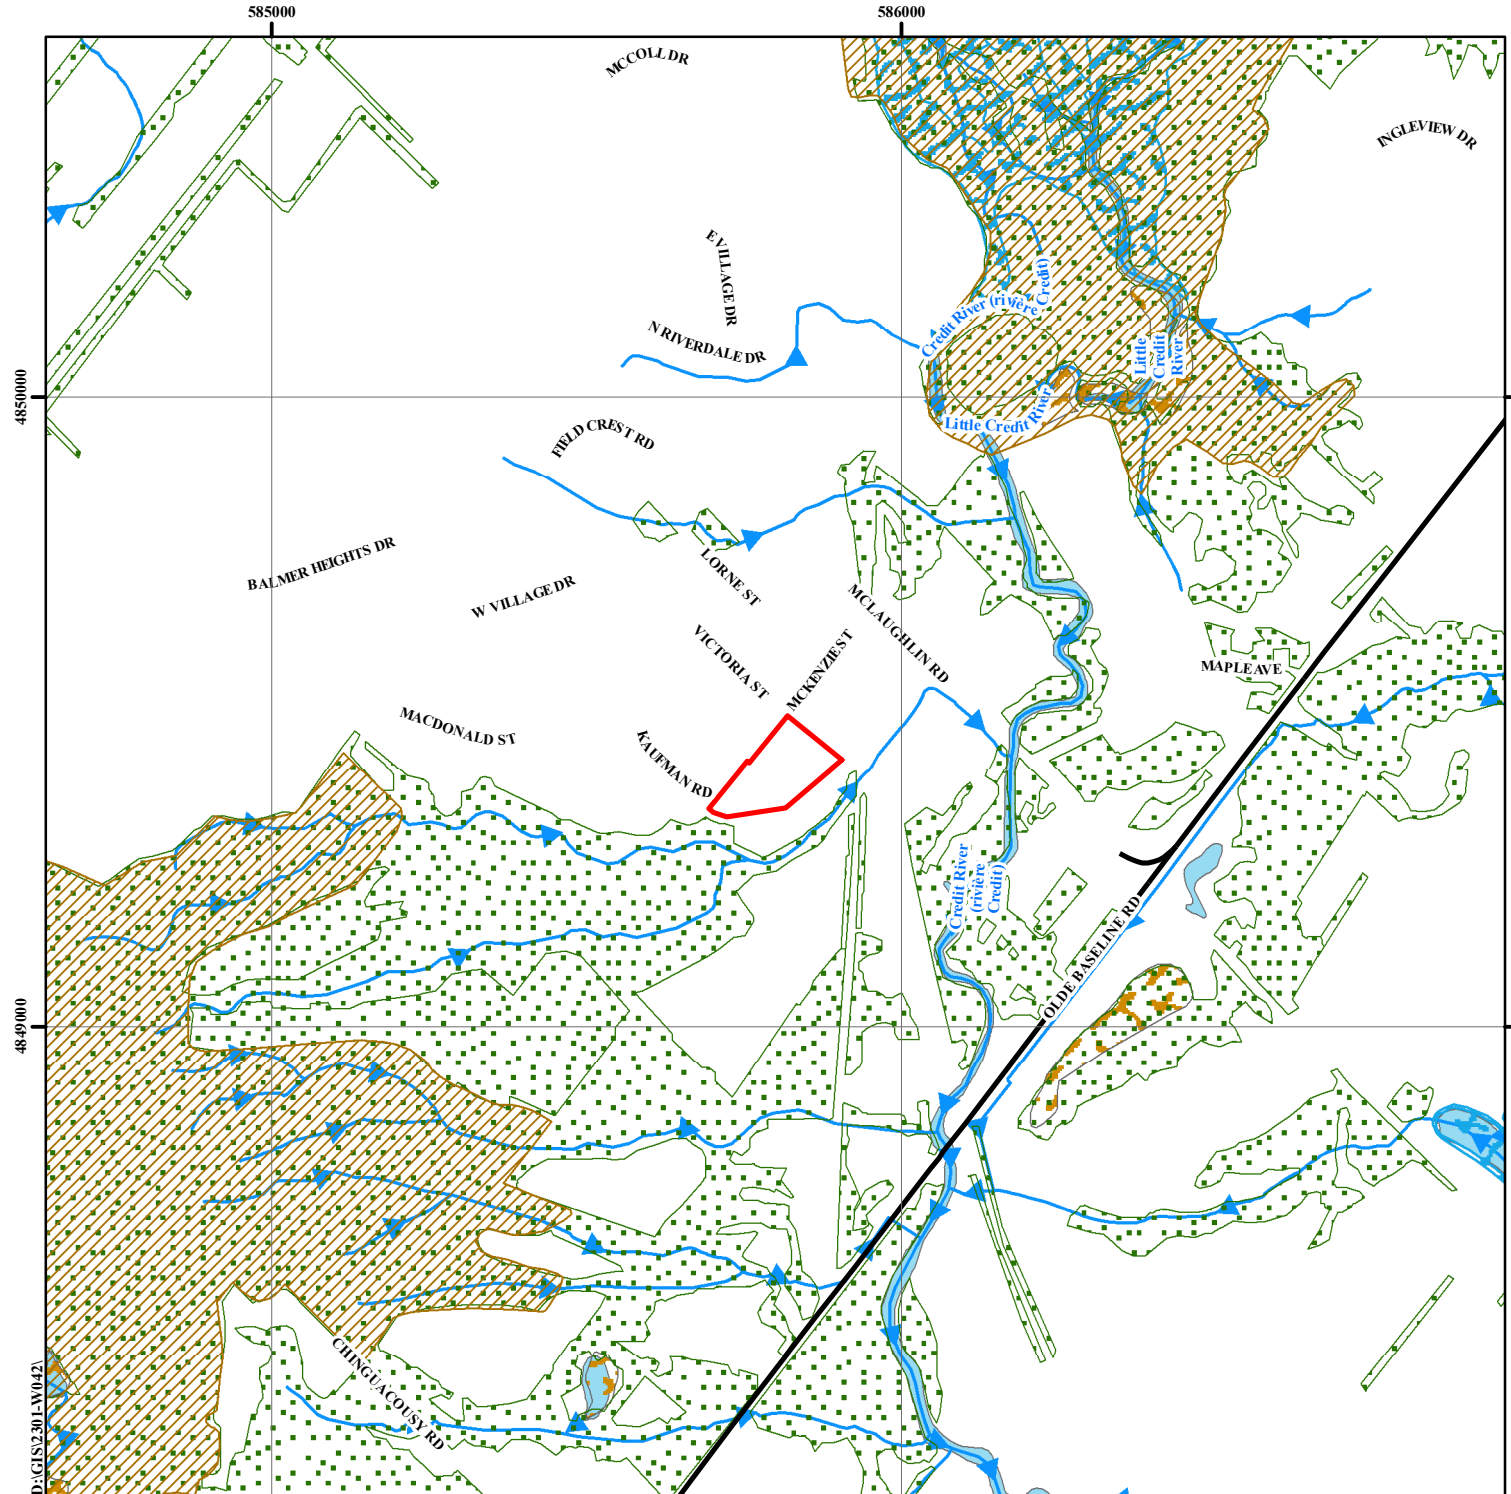 585000
586000
MCCOLL DR
INGLEVIEW DR
E VILLAGE DR
N RIVERDALE DR
Credit River (rivière Credit)
Little
Credit
River
4850000
Little Credit River
FIELD CREST RD
BALMER HEIGHTS DR
W VILLAGE DR
LORNE ST
MCLAUGHLIN RD
VICTORIA ST
MCKENZIE ST
MAPLE AVE
MACDONALD ST
KAUFMAN RD
Credit River
(rivière
Credit)
OLDE BASELINE RD
4849000
CHINGUACOUSY RD
D:\GIS\2301-W042\